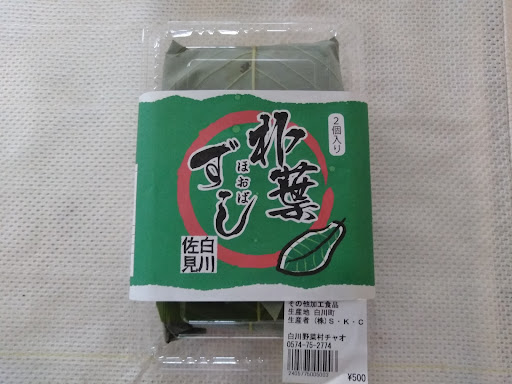 2個入り
朴葉
ずし
ほおば
白川
佐見
その他加工食品
生産地 白川町
生産者 (株)S・K・C
白川野菜村チャオ
0574-75-2774
¥500